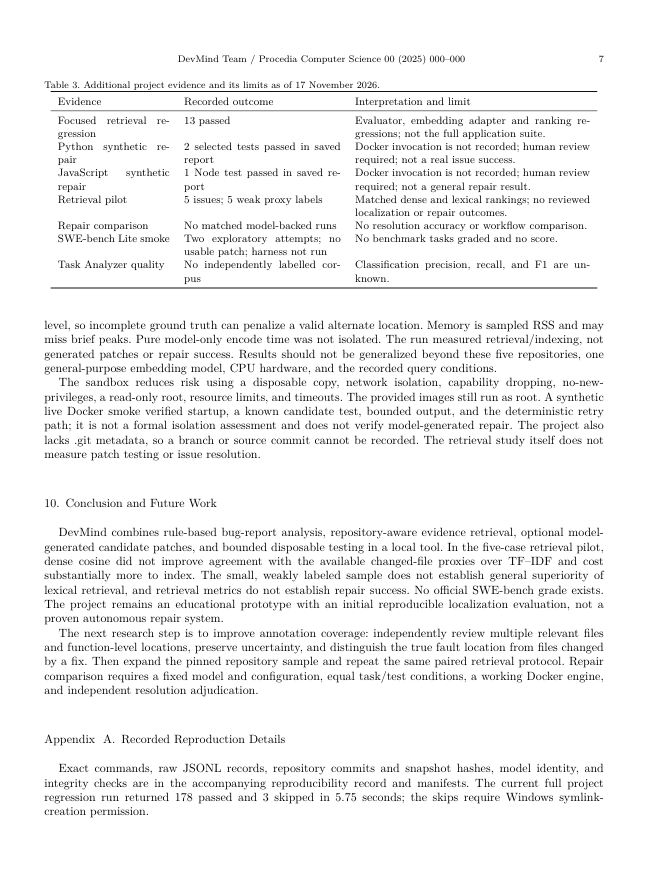 DevMind Team / Procedia Computer Science 00 (2025) 000–000 7
Table 3. Additional project evidence and its limits as of 17 November 2026.
Evidence Recorded outcome Interpretation and limit
Focused retrieval re- 13 passed Evaluator, embedding adapter and ranking re-
gression gressions; not the full application suite.
Python synthetic re- 2 selected tests passed in saved Docker invocation is not recorded; human review
pair report required; not a real issue success.
JavaScript synthetic 1 Node test passed in saved re- Docker invocation is not recorded; human review
repair port required; not a general repair result.
Retrieval pilot 5 issues; 5 weak proxy labels Matched dense and lexical rankings; no reviewed
localization or repair outcomes.
Repair comparison No matched model-backed runs No resolution accuracy or workflow comparison.
SWE-bench Lite smoke Two exploratory attempts; no No benchmark tasks graded and no score.
usable patch; harness not run
Task Analyzer quality No independently labelled cor- Classification precision, recall, and F1 are un-
pus known.
level, so incomplete ground truth can penalize a valid alternate location. Memory is sampled RSS and may
miss brief peaks. Pure model-only encode time was not isolated. The run measured retrieval/indexing, not
generated patches or repair success. Results should not be generalized beyond these five repositories, one
general-purpose embedding model, CPU hardware, and the recorded query conditions.
The sandbox reduces risk using a disposable copy, network isolation, capability dropping, no-new-
privileges, a read-only root, resource limits, and timeouts. The provided images still run as root. A synthetic
live Docker smoke verified startup, a known candidate test, bounded output, and the deterministic retry
path; it is not a formal isolation assessment and does not verify model-generated repair. The project also
lacks .git metadata, so a branch or source commit cannot be recorded. The retrieval study itself does not
measure patch testing or issue resolution.
10. Conclusion and Future Work
DevMind combines rule-based bug-report analysis, repository-aware evidence retrieval, optional model-
generated candidate patches, and bounded disposable testing in a local tool. In the five-case retrieval pilot,
dense cosine did not improve agreement with the available changed-file proxies over TF–IDF and cost
substantially more to index. The small, weakly labeled sample does not establish general superiority of
lexical retrieval, and retrieval metrics do not establish repair success. No official SWE-bench grade exists.
The project remains an educational prototype with an initial reproducible localization evaluation, not a
proven autonomous repair system.
The next research step is to improve annotation coverage: independently review multiple relevant files
and function-level locations, preserve uncertainty, and distinguish the true fault location from files changed
by a fix. Then expand the pinned repository sample and repeat the same paired retrieval protocol. Repair
comparison requires a fixed model and configuration, equal task/test conditions, a working Docker engine,
and independent resolution adjudication.
Appendix A. Recorded Reproduction Details
Exact commands, raw JSONL records, repository commits and snapshot hashes, model identity, and
integrity checks are in the accompanying reproducibility record and manifests. The current full project
regression run returned 178 passed and 3 skipped in 5.75 seconds; the skips require Windows symlink-
creation permission.